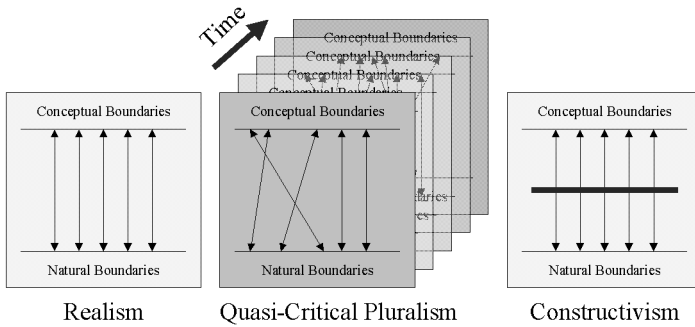 Time
Conceptual Boundaries
Conceptual Boundaries
Conceptual Boundaries
Conceptual Boundaries
Conceptual Boundaries
Conceptual Boundaries
Conceptual Boundaries
Natural Boundaries
Natural Boundaries
Natural Boundaries
Realism
Quasi-Critical Pluralism
Constructivism